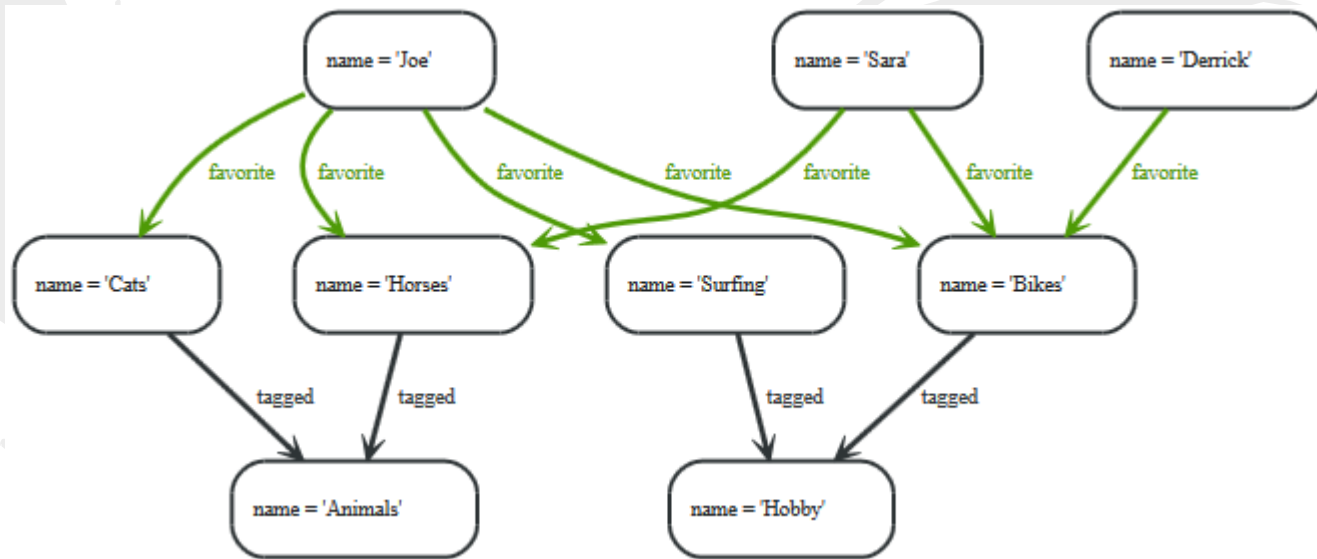 name = 'Joe'
name = 'Sara'
name = 'Derrick'
favorite
favorite
favorite
favorite
favorite
favorite
favorite
name = 'Cats'
name = 'Horses'
name = 'Surfing'
name = 'Bikes'
tagged
tagged
tagged
tagged
name = 'Animals'
name = 'Hobby'